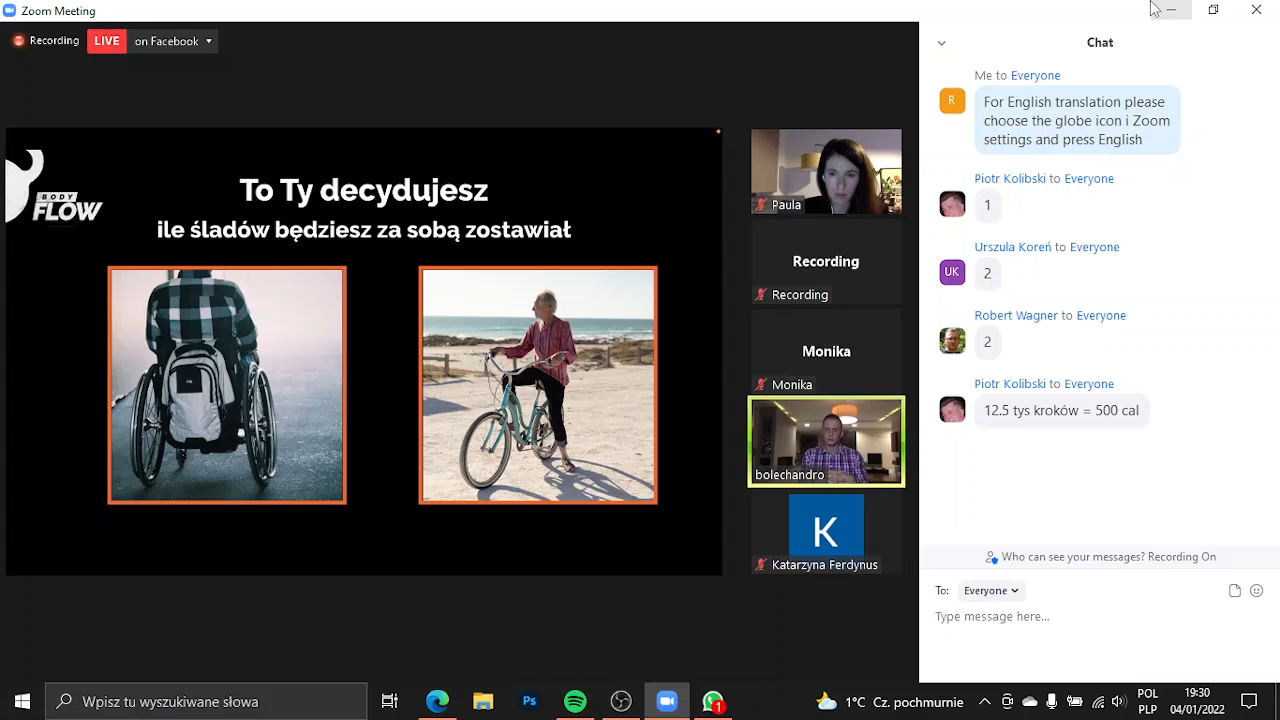 Zoom Meeting
Recording
LIVE
on Facebook
BODY
FLOW
To Ty decydujesz
ile śladów będziesz za sobą zostawiał
Paula
Recording
Recording
Monika
Monika
bolechandro
K
Katarzyna Ferdynus
Chat
Me to Everyone
R
For English translation please
choose the globe icon i Zoom
settings and press English
Piotr Kolibski to Everyone
1
Urszula Koreń to Everyone
UK
2
Robert Wagner to Everyone
2
Piotr Kolibski to Everyone
12.5 tys kroków = 500 cal
Who can see your messages? Recording On
To:
Everyone
Type message here...
Wpisz tu wyszukiwane słowa
Ps
1
1°C Cz. pochmurnie
POL
PLP
19:30
04/01/2022